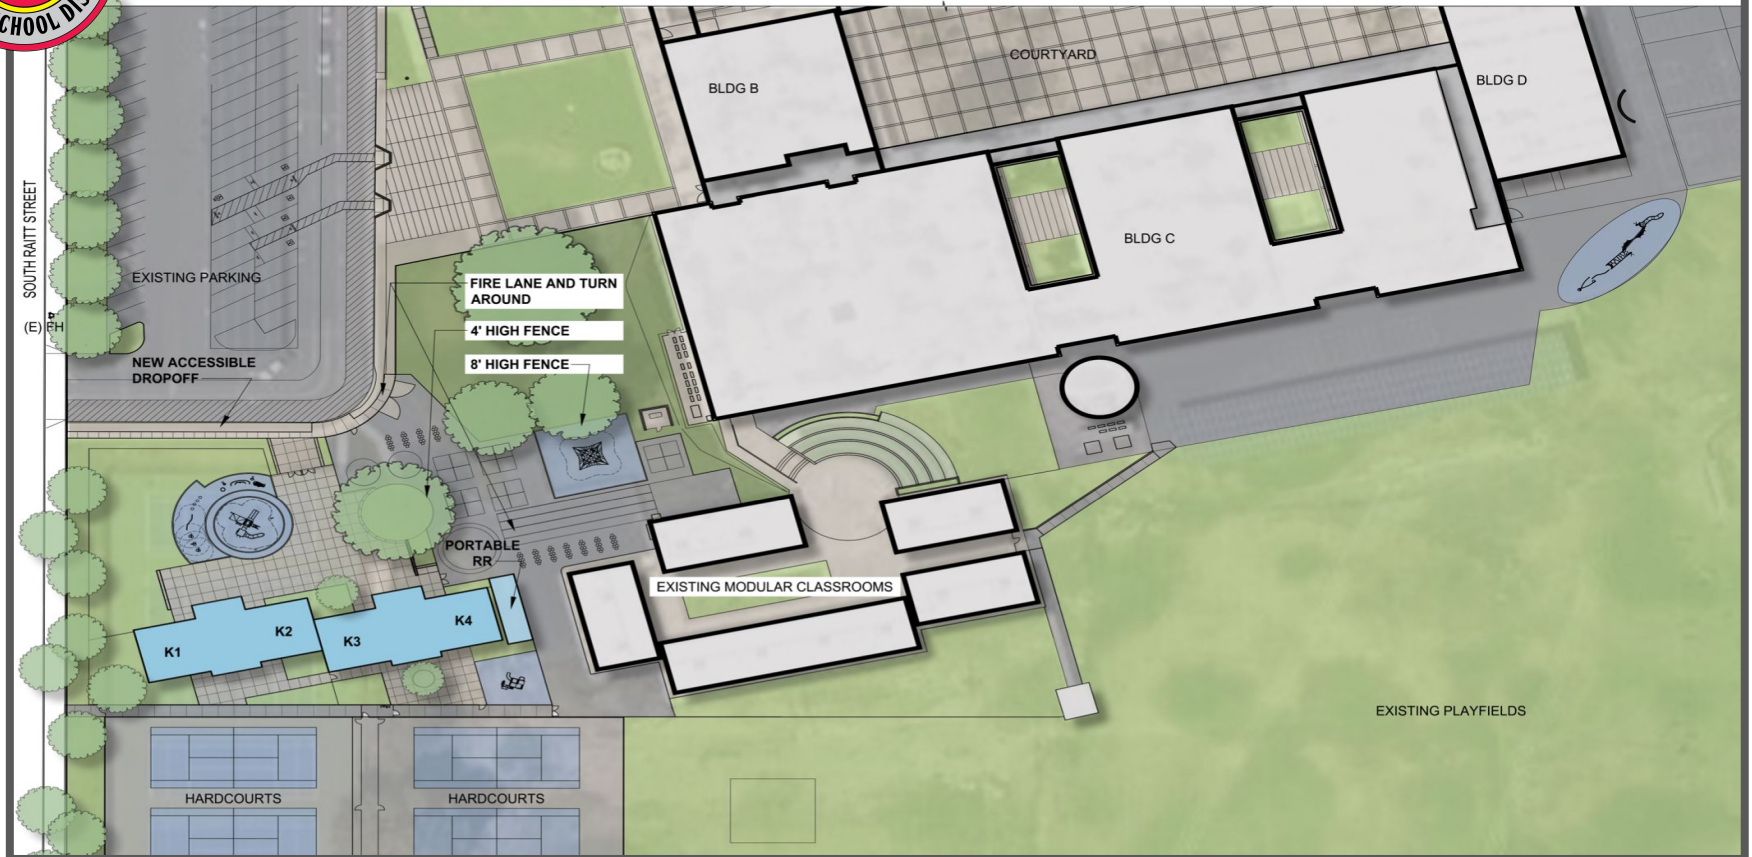 CHOOL DIS
COURTYARD
BLDG B
BLDG D
SOUTH RAITT STREET
BLDG C
EXISTING PARKING
FIRE LANE AND TURN
AROUND
(E) FH
4' HIGH FENCE
NEW ACCESSIBLE
DROPOFF
8' HIGH FENCE
PORTABLE
RR
EXISTING MODULAR CLASSROOMS
K1
K2
K3
K4
EXISTING PLAYFIELDS
HARDCOURTS
HARDCOURTS